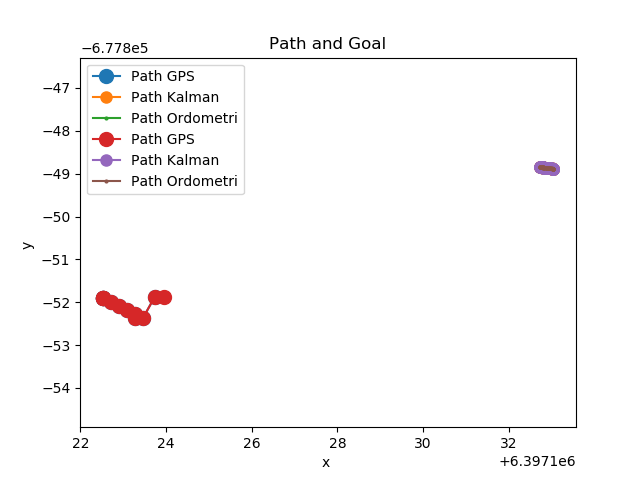 Path and Goal
−6.778e5
Path GPS
Path Kalman
Path Ordometri
Path GPS
Path Kalman
Path Ordometri
−47
−48
−49
−50
−51
−52
−53
−54
y
22 24 26 28 30 32
x
+6.3971e6